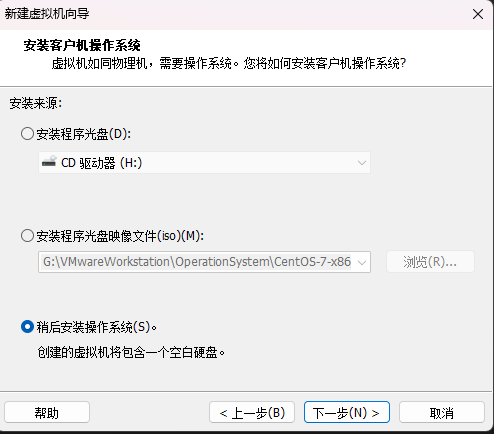 新建虚拟机向导
安装客户机操作系统
虚拟机如同物理机，需要操作系统。您将如何安装客户机操作系统?
安装来源:
安装程序光盘(D):
CD 驱动器 (H:)
安装程序光盘映像文件(iso)(M):
G:\VMwareWorkstation\OperationSystem\CentOS-7-x86
浏览(R)...
稍后安装操作系统(S)。
创建的虚拟机将包含一个空白硬盘。
帮助
< 上一步(B)
下一步(N) >
取消